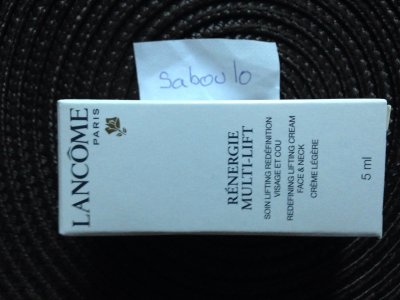 Saboulo
LANCÔME
PARIS
RÉNERGIE
MULTI-LIFT
SOIN LIFTING REDÉFINITION
VISAGE ET COU
REDEFINING LIFTING CREAM
FACE & NECK
CRÈME LÉGÈRE
5 ml